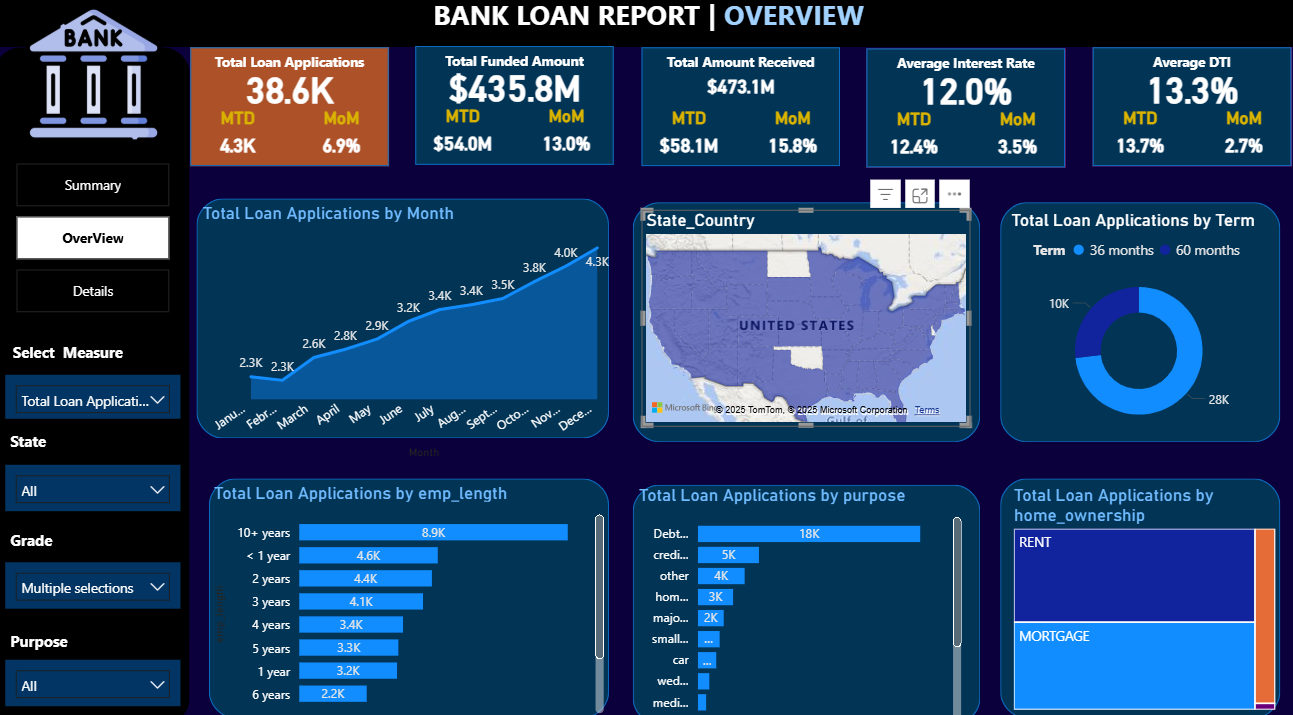 BANK LOAN REPORT | OVERVIEW
BANK
Total Loan Applications
38.6K
MTD MoM
4.3K 6.9%
Total Funded Amount
$435.8M
MTD MoM
$54.0M 13.0%
Total Amount Received
$473.1M
MTD MoM
$58.1M 15.8%
Average Interest Rate
12.0%
MTD MoM
12.4% 3.5%
Average DTI
13.3%
MTD MoM
13.7% 2.7%
Summary
OverView
Details
Select Measure
Total Loan Applicati...
State
All
Grade
Multiple selections
Purpose
All
Total Loan Applications by Month
2.3K
2.3K
2.6K
2.8K
2.9K
3.2K
3.4K
3.4K
3.5K
3.8K
4.0K
4.3K
Janu...
Febr...
March
April
May
June
July
Aug...
Sept...
Octo...
Nov...
Dece...
Month
State_Country
UNITED STATES
Gulf of
Microsoft Bing
© 2025 TomTom, © 2025 Microsoft Corporation Terms
Total Loan Applications by Term
Term 36 months 60 months
10K
28K
Total Loan Applications by emp_length
10+ years 8.9K
< 1 year 4.6K
2 years 4.4K
3 years 4.1K
4 years 3.4K
5 years 3.3K
1 year 3.2K
6 years 2.2K
Total Loan Applications by purpose
Debt... 18K
credi... 5K
other 4K
hom... 3K
majo... 2K
small... ...
car ...
wed...
medi...
Total Loan Applications by
home_ownership
RENT
MORTGAGE